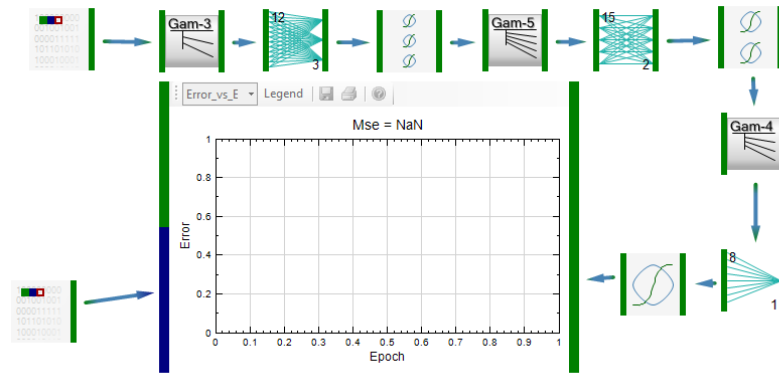 Gam-3
12
3
Gam-5
15
2
Error_vs_E Legend
Mse = NaN
Gam-4
1
0.8
0.6
0.4
0.2
0
Error
0 0.1 0.2 0.3 0.4 0.5 0.6 0.7 0.8 0.9 1
Epoch
8
1
000011111
101101010